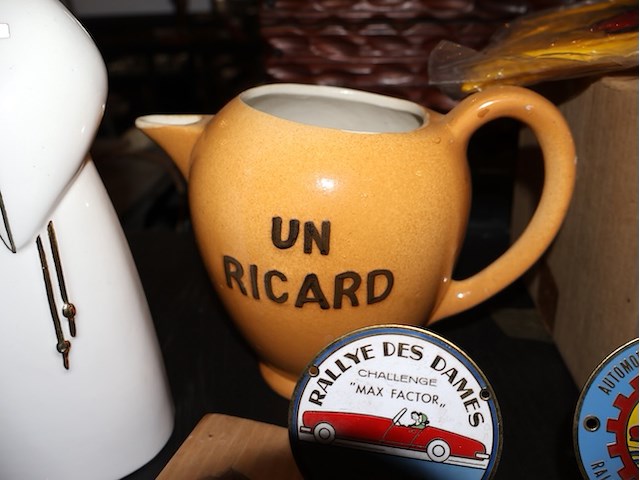 UN
RICARD
RALLYE DES DAMES
CHALLENGE
"MAX FACTOR"